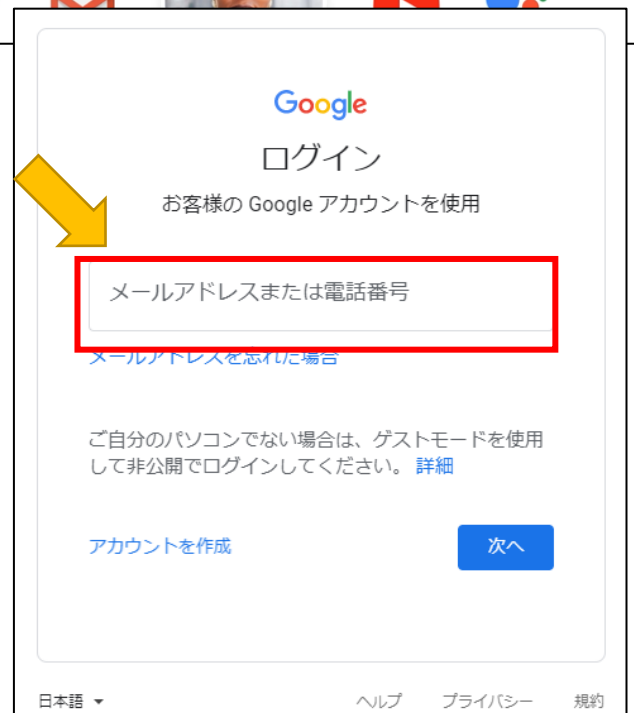 Google
ログイン
お客様の Google アカウントを使用
メールアドレスまたは電話番号
メールアドレスを忘れた場合
ご自分のパソコンでない場合は、ゲストモードを使用
して非公開でログインしてください。 詳細
アカウントを作成
次へ
日本語
ヘルプ プライバシー 規約